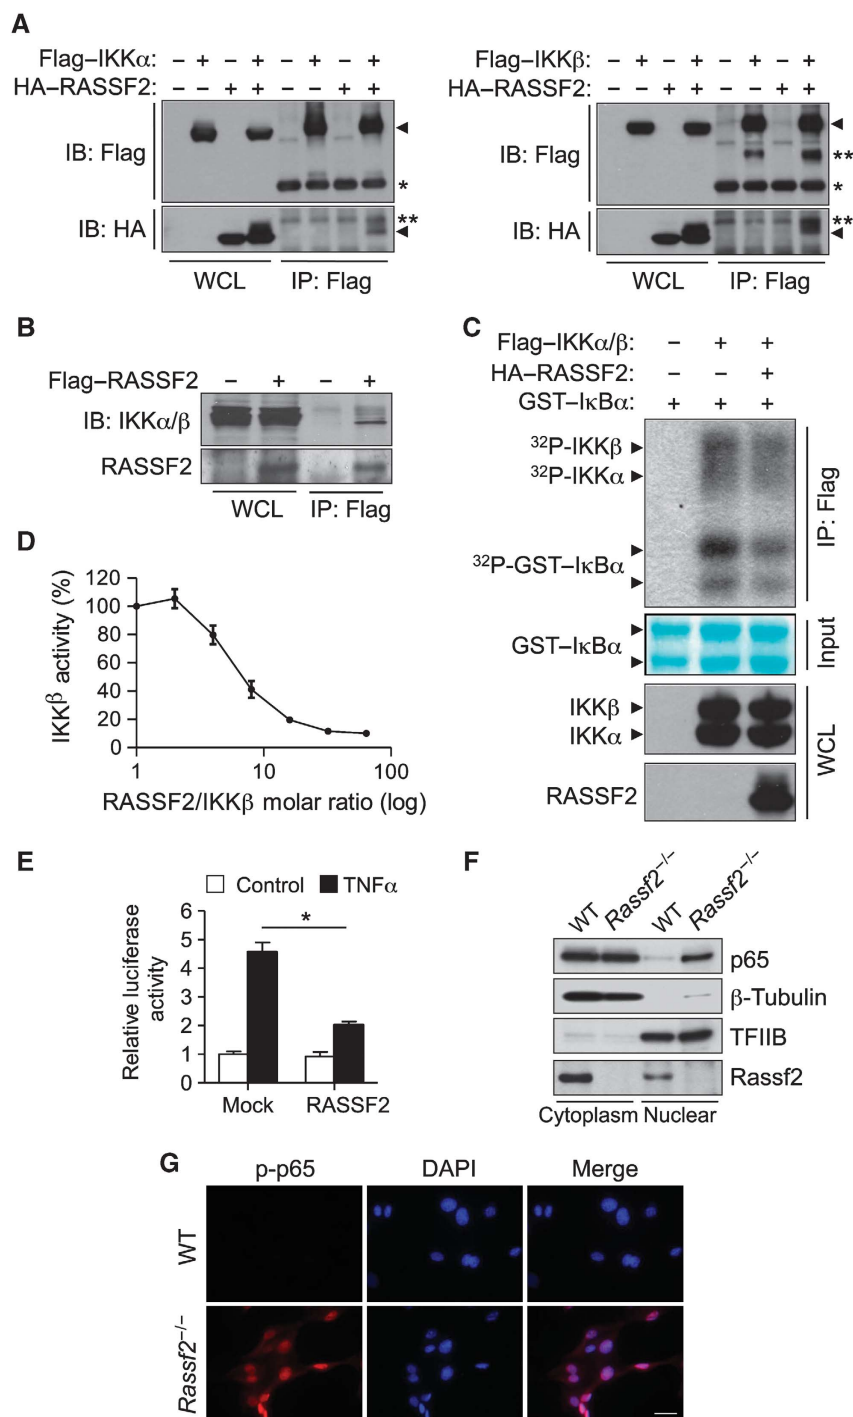 A
Flag–IKKα: – + – + – + – +
HA–RASSF2: – – + + – – + +
IB: Flag
*
IB: HA
**
WCL IP: Flag
Flag–IKKβ: – + – + – + – +
HA–RASSF2: – – + + – – + +
IB: Flag
**
*
IB: HA
**
WCL IP: Flag
B
Flag–RASSF2 – + – +
IB: IKKα/β
RASSF2
WCL IP: Flag
C
Flag–IKKα/β: – + +
HA–RASSF2: – – +
GST–IκBα: + + +
³²P-IKKβ
³²P-IKKα
³²P-GST–IκBα
IP: Flag
GST–IκBα
Input
IKKβ
IKKα
RASSF2
WCL
D
IKKβ activity (%)
120
100
80
60
40
20
0
1 10 100
RASSF2/IKKβ molar ratio (log)
E
Control TNFα
Relative luciferase
activity
6
5
4
3
2
1
0
*
Mock RASSF2
F
WT Rassf2⁻/⁻ WT Rassf2⁻/⁻
p65
β-Tubulin
TFIIB
Rassf2
Cytoplasm Nuclear
G
p-p65 DAPI Merge
WT
Rassf2⁻/⁻